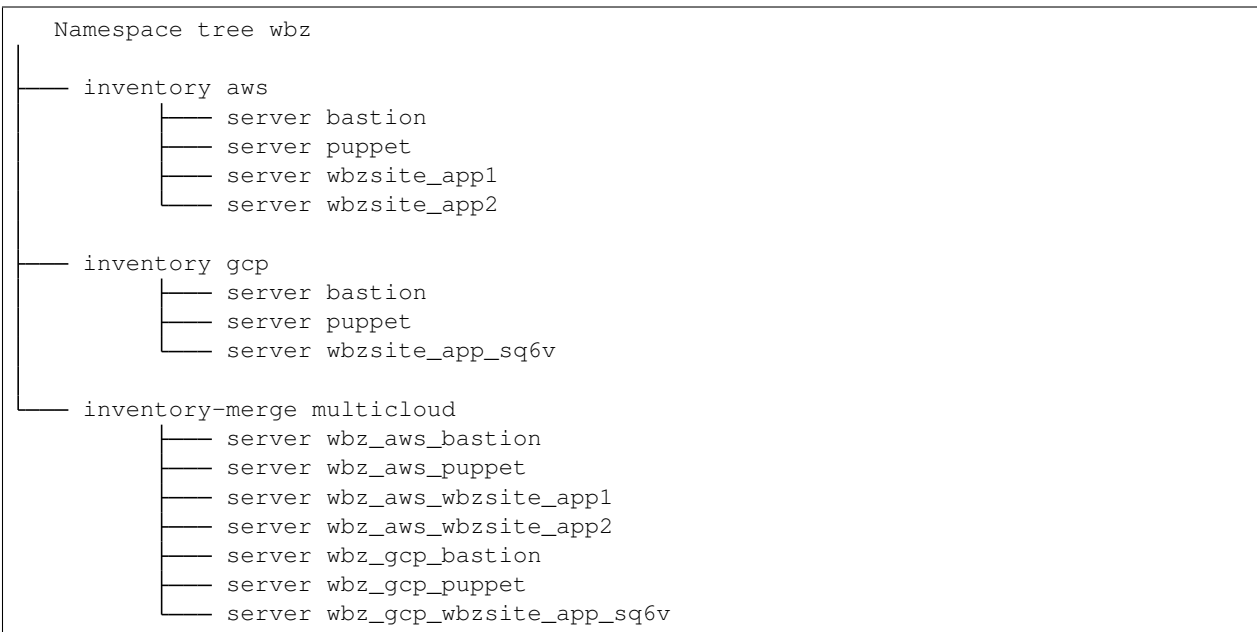 Namespace tree wbz
inventory aws
server bastion
server puppet
server wbzsite_app1
server wbzsite_app2
inventory gcp
server bastion
server puppet
server wbzsite_app_sq6v
inventory-merge multicloud
server wbz_aws_bastion
server wbz_aws_puppet
server wbz_aws_wbzsite_app1
server wbz_aws_wbzsite_app2
server wbz_gcp_bastion
server wbz_gcp_puppet
server wbz_gcp_wbzsite_app_sq6v